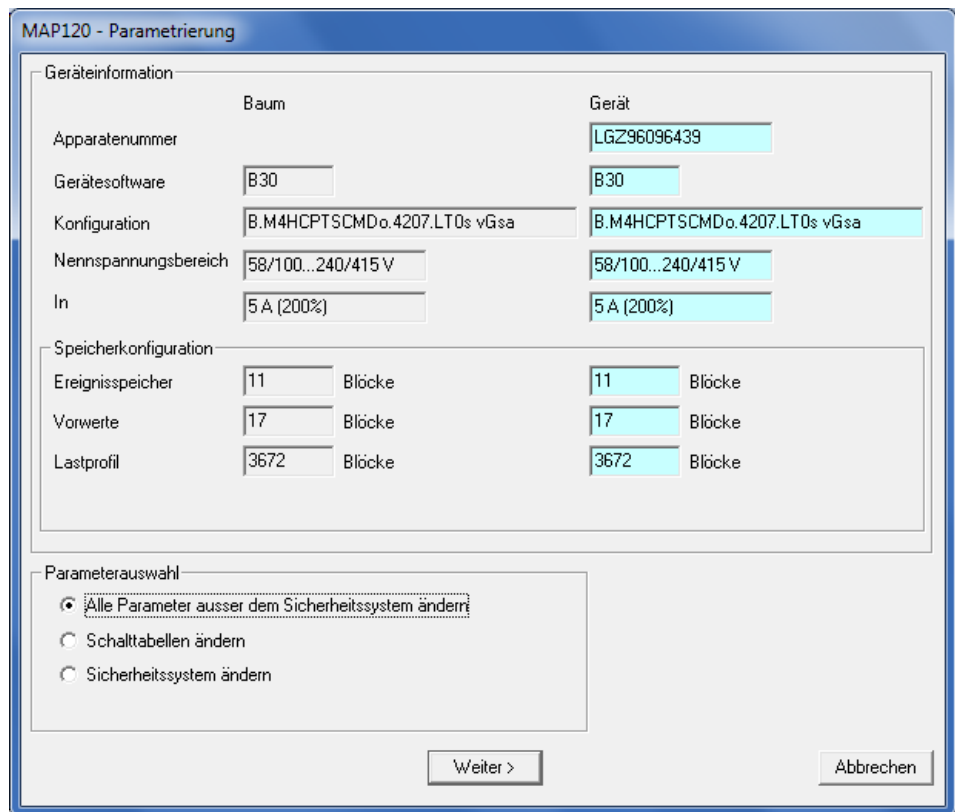 MAP120 - Parametrierung
Geräteinformation
Baum Gerät
Apparatenummer LGZ96096439
Gerätesoftware B30 B30
Konfiguration B.M4HCPTSCMDo.4207.LT0s vGsa B.M4HCPTSCMDo.4207.LT0s vGsa
Nennspannungsbereich 58/100...240/415 V 58/100...240/415 V
In 5 A (200%) 5 A (200%)
Speicherkonfiguration
Ereignisspeicher 11 Blöcke 11 Blöcke
Vorwerte 17 Blöcke 17 Blöcke
Lastprofil 3672 Blöcke 3672 Blöcke
Parameterauswahl
Alle Parameter ausser dem Sicherheitssystem ändern
Schalttabellen ändern
Sicherheitssystem ändern
Weiter > Abbrechen